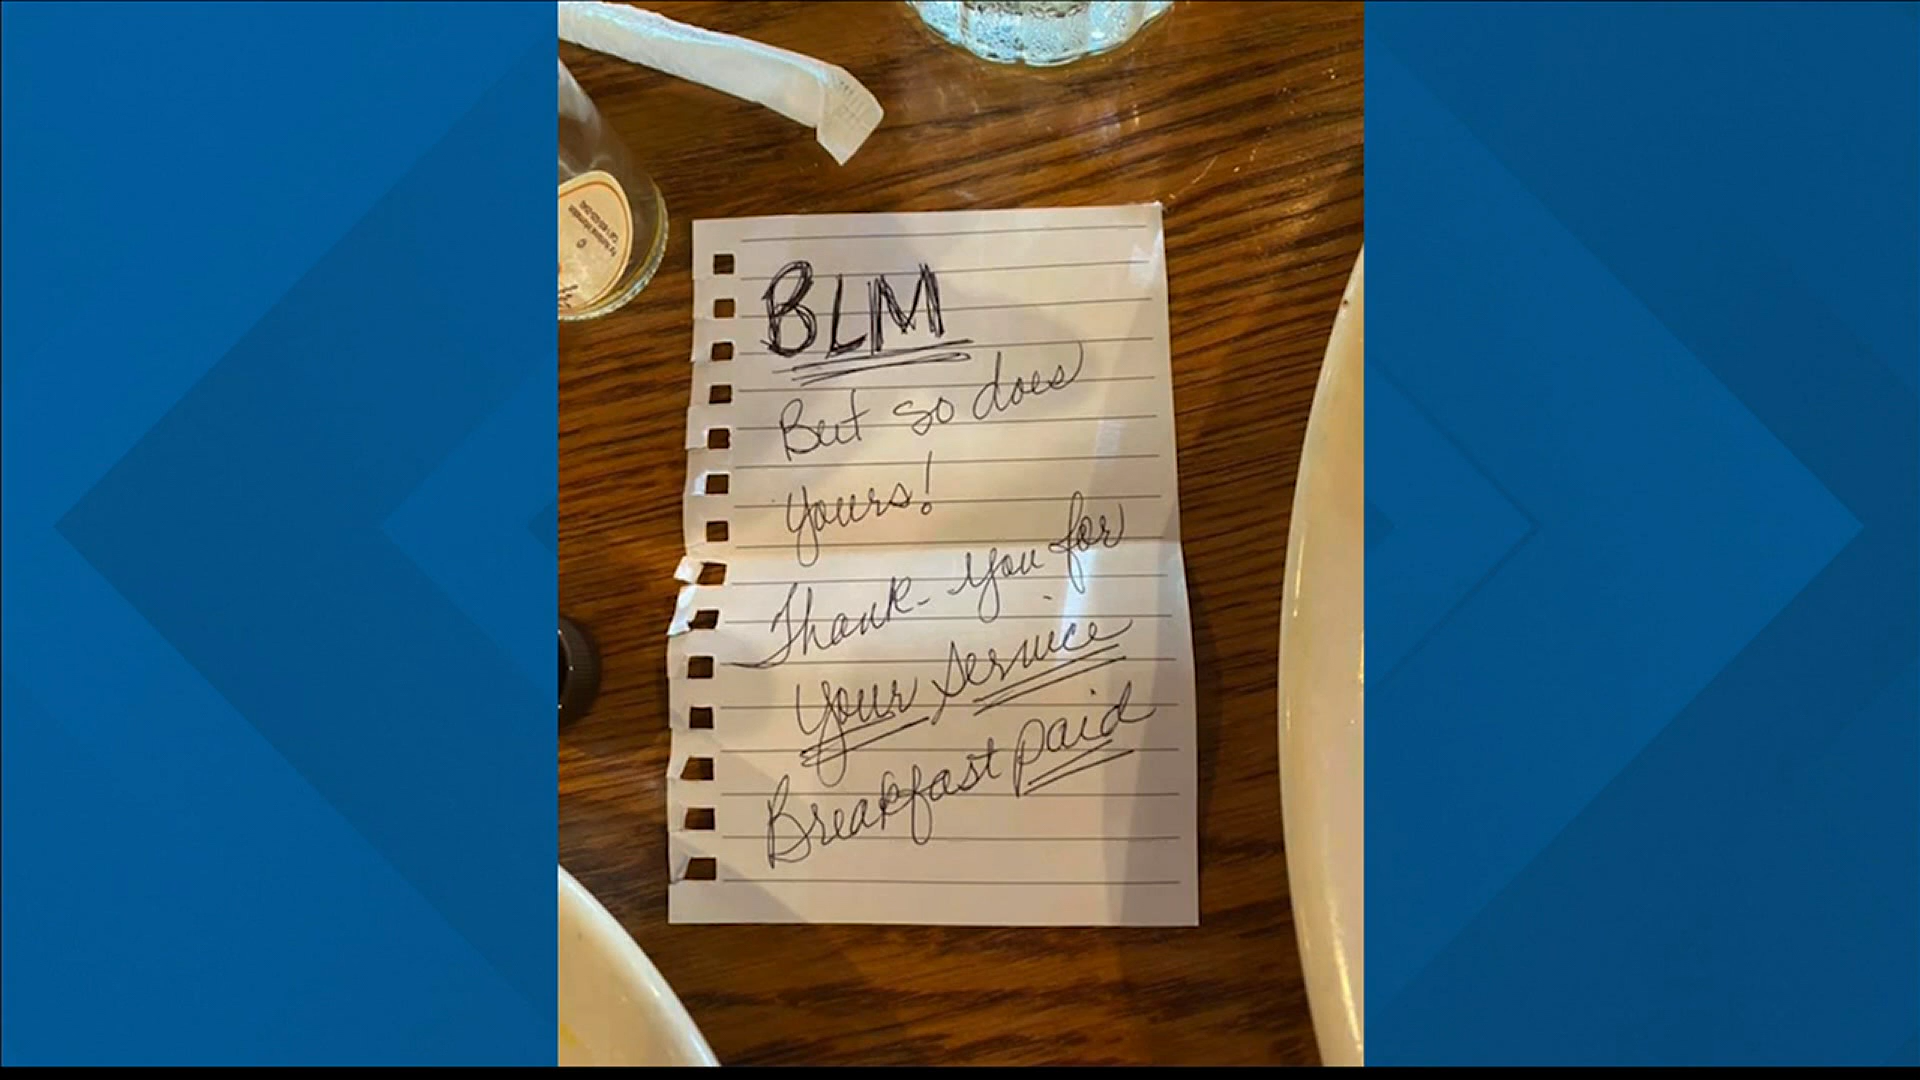 BLM
But so does
yours!
Thank-you for
your service
Breakfast paid